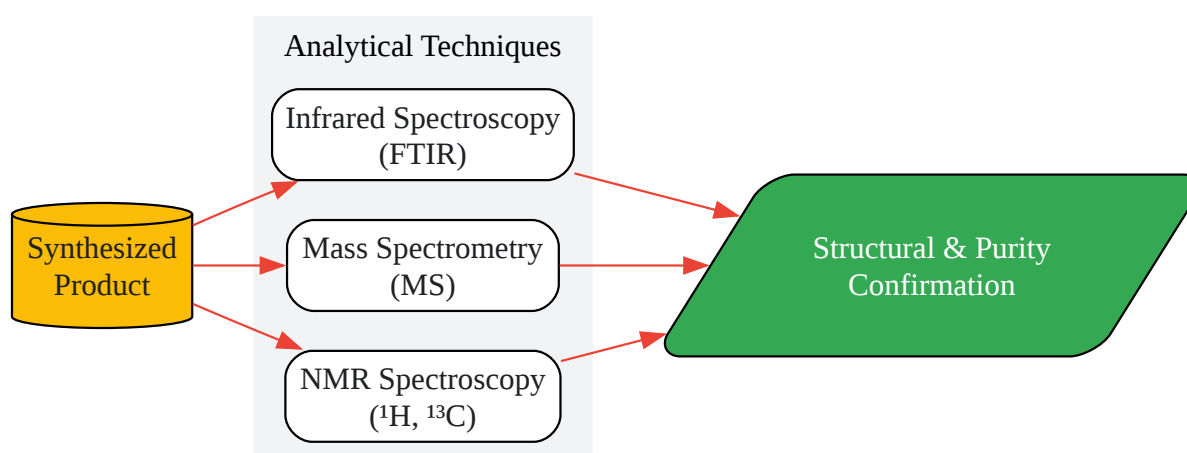 Analytical Techniques
Infrared Spectroscopy
(FTIR)
Synthesized
Product
Mass Spectrometry
(MS)
Structural & Purity
Confirmation
NMR Spectroscopy
(¹H, ¹³C)